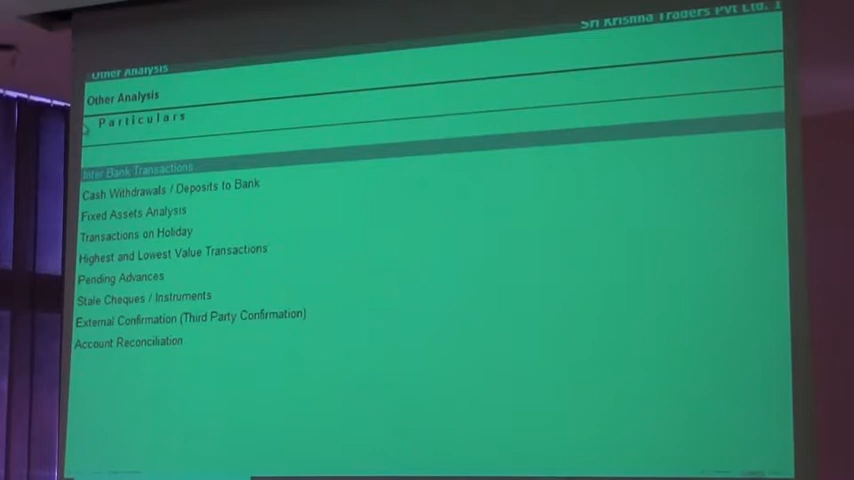 Sri Krishna Traders Pvt Ltd. 1
Other Analysis
Other Analysis
Particulars
Inter Bank Transactions
Cash Withdrawals / Deposits to Bank
Fixed Assets Analysis
Transactions on Holiday
Highest and Lowest Value Transactions
Pending Advances
Stale Cheques / Instruments
External Confirmation (Third Party Confirmation)
Account Reconciliation